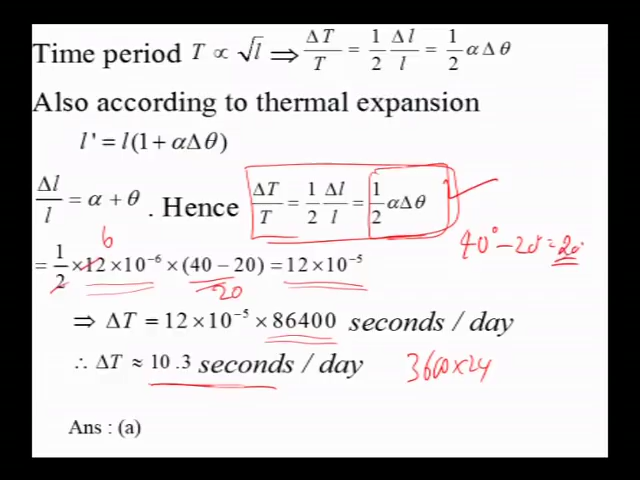 Time period T ∝ √l ⟹ ΔT/T = 1/2 Δl/l = 1/2 αΔθ
Also according to thermal expansion
l' = l(1 + αΔθ)
Δl/l = α + θ . Hence ΔT/T = 1/2 Δl/l = 1/2 αΔθ
40° − 20° = 20°
6
= 1/2 × 12 × 10⁻⁶ × (40 − 20) = 12 × 10⁻⁵
20
⇒ ΔT = 12 × 10⁻⁵ × 86400 seconds / day
∴ ΔT ≈ 10.3 seconds / day
3600 × 24
Ans : (a)